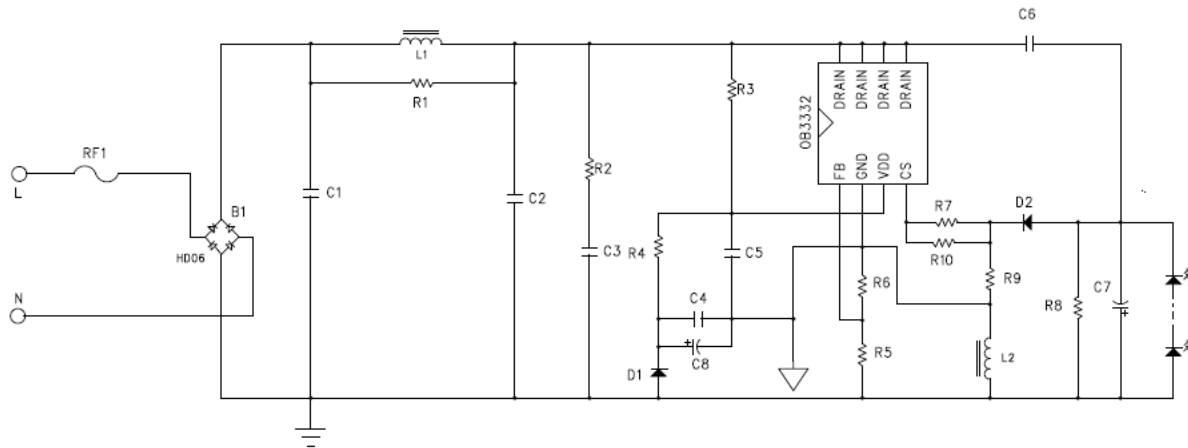 C6
L1
R1
R3
DRAIN
DRAIN
DRAIN
DRAIN
OB3332
FB
GND
VDD
CS
RF1
L
R2
C1
C2
B1
HD06
R7
D2
R10
R4
C3
C5
R6
R9
R8
C7
+
N
C4
+
C8
R5
L2
D1